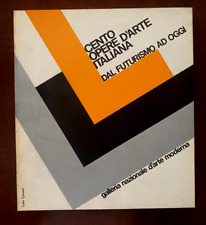 CENTO
OPERE D'ARTE
ITALIANA
DAL FUTURISMO AD OGGI
galleria nazionale d'arte moderna